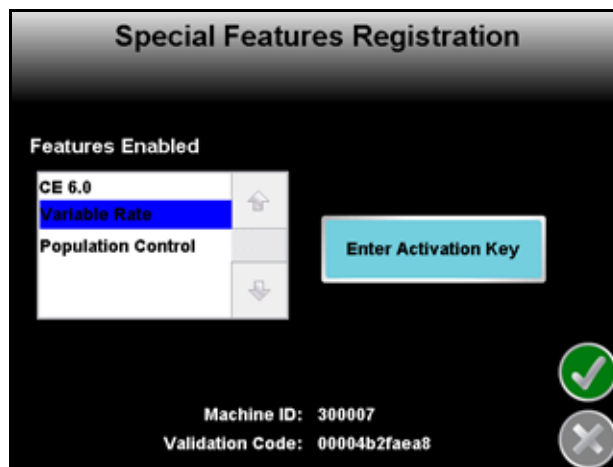 Special Features Registration
Features Enabled
CE 6.0
Variable Rate
Population Control
Enter Activation Key
Machine ID: 300007
Validation Code: 00004b2faea8